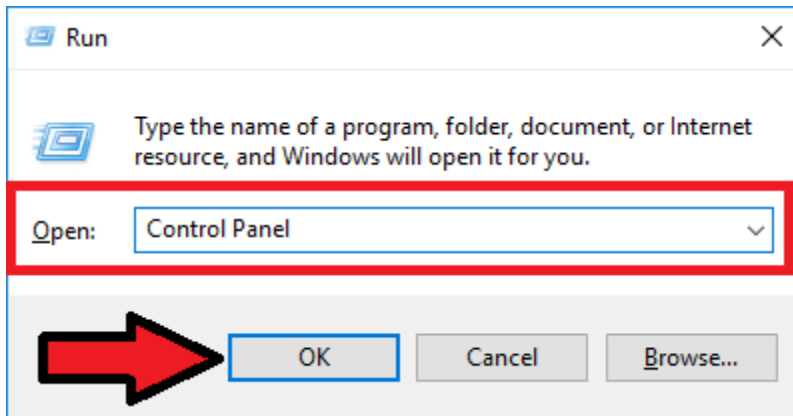 Run
Type the name of a program, folder, document, or Internet
resource, and Windows will open it for you.
Open: Control Panel
OK Cancel Browse...